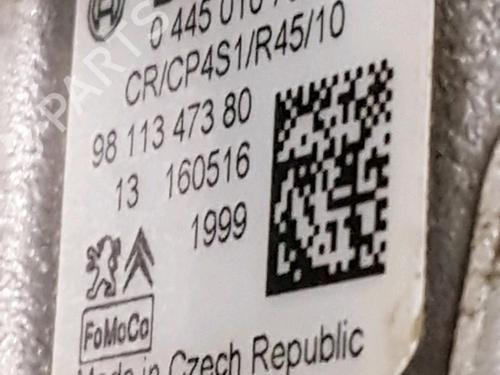 0 445 010
CR/CP4S1/R45/10
98 113 473 80
13 160516
1999
FoMoCo
Made in Czech Republic